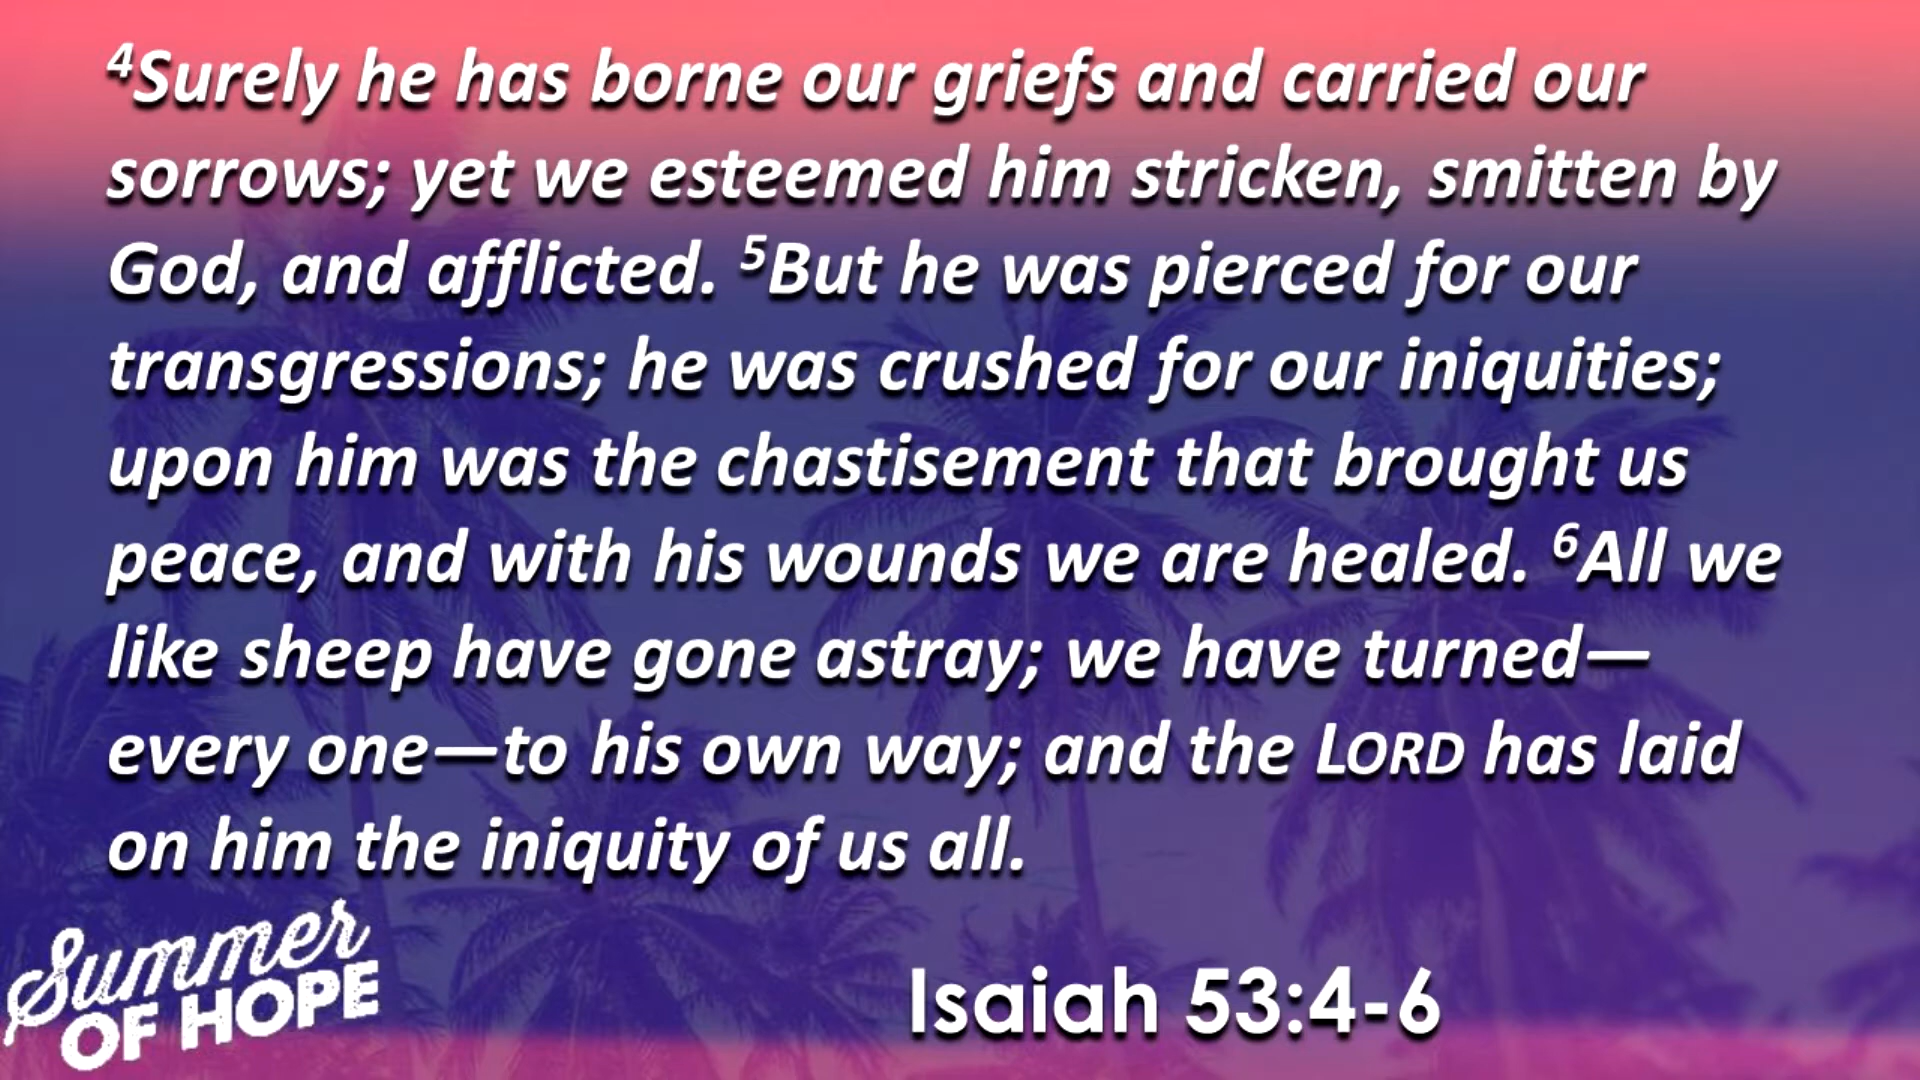 ⁴Surely he has borne our griefs and carried our
sorrows; yet we esteemed him stricken, smitten by
God, and afflicted. ⁵But he was pierced for our
transgressions; he was crushed for our iniquities;
upon him was the chastisement that brought us
peace, and with his wounds we are healed. ⁶All we
like sheep have gone astray; we have turned—
every one—to his own way; and the LORD has laid
on him the iniquity of us all.
Summer
OF HOPE
Isaiah 53:4-6